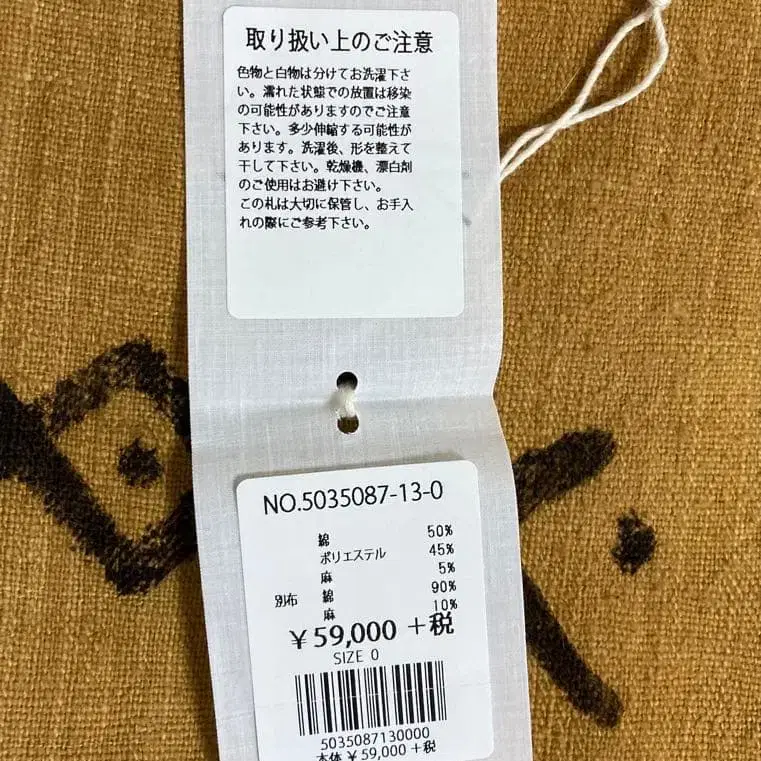 取り扱い上のご注意
色物と白物は分けてお洗濯下さ
い。濡れた状態での放置は移染
の可能性がありますのでご注意
下さい。多少伸縮する可能性が
あります。洗濯後、形を整えて
干して下さい。乾燥機、漂白剤
のご使用はお避け下さい。
この札は大切に保管し、お手入
れの際にご参考下さい。
NO.5035087-13-0
綿 50%
ポリエステル 45%
麻 5%
別布 綿 90%
麻 10%
¥59,000 +税
SIZE 0
5035087130000
本体 ¥59,000 +税